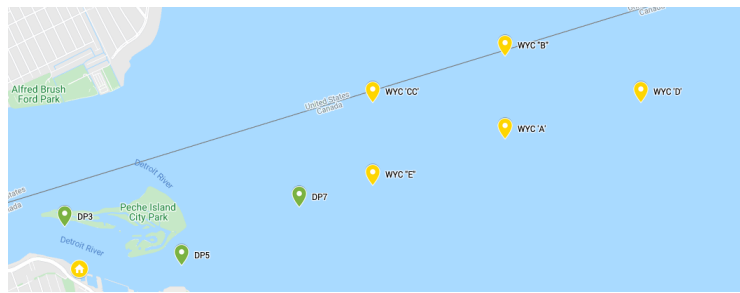 Canada
WYC "B"
Alfred Brush
Ford Park
WYC 'CC'
WYC 'D'
United States
Canada
WYC 'A'
Detroit River
WYC "E"
DP7
Peche Island
City Park
DP3
Detroit River
DP5